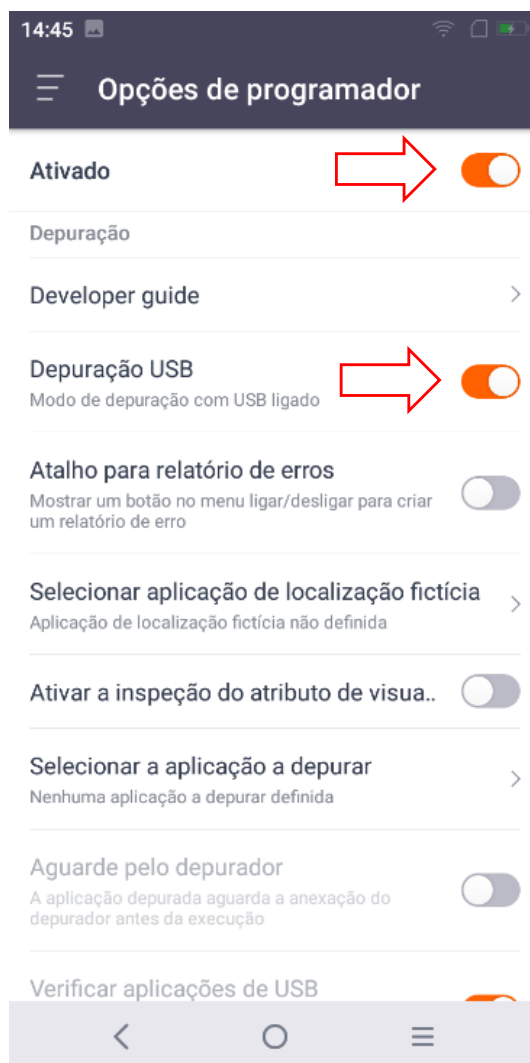 14:45
Opções de programador
Ativado
Depuração
Developer guide
Depuração USB
Modo de depuração com USB ligado
Atalho para relatório de erros
Mostrar um botão no menu ligar/desligar para criar
um relatório de erro
Selecionar aplicação de localização fictícia
Aplicação de localização fictícia não definida
Ativar a inspeção do atributo de visua..
Selecionar a aplicação a depurar
Nenhuma aplicação a depurar definida
Aguarde pelo depurador
A aplicação depurada aguarda a anexação do
depurador antes da execução
Verificar aplicações de USB